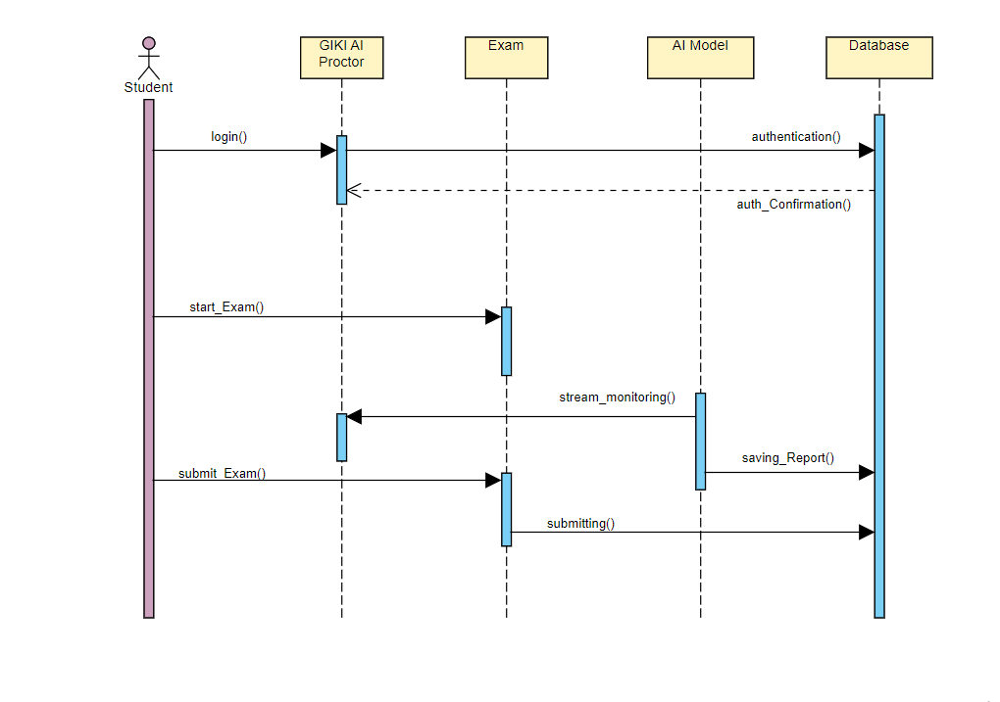 GIKI AI
Proctor
Exam
AI Model
Database
Student
login()
authentication()
auth_Confirmation()
start_Exam()
stream_monitoring()
saving_Report()
submit_Exam()
submitting()